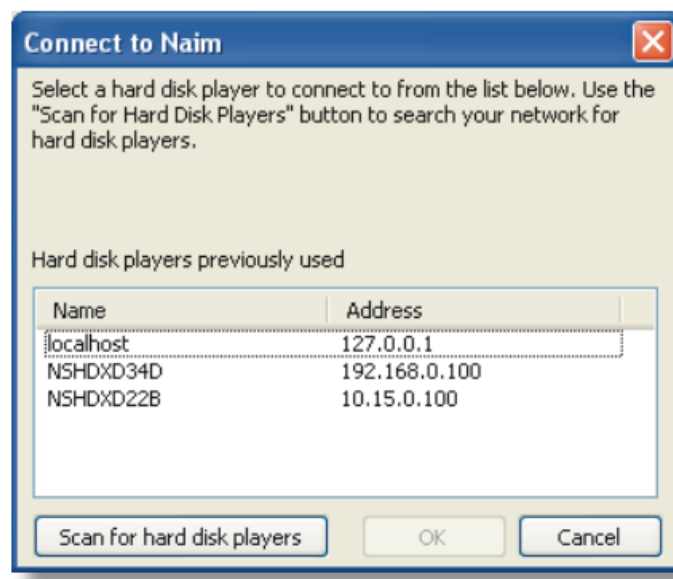 Connect to Naim
Select a hard disk player to connect to from the list below. Use the
"Scan for Hard Disk Players" button to search your network for
hard disk players.
Hard disk players previously used
Name Address
localhost 127.0.0.1
NSHDXD34D 192.168.0.100
NSHDXD22B 10.15.0.100
Scan for hard disk players OK Cancel